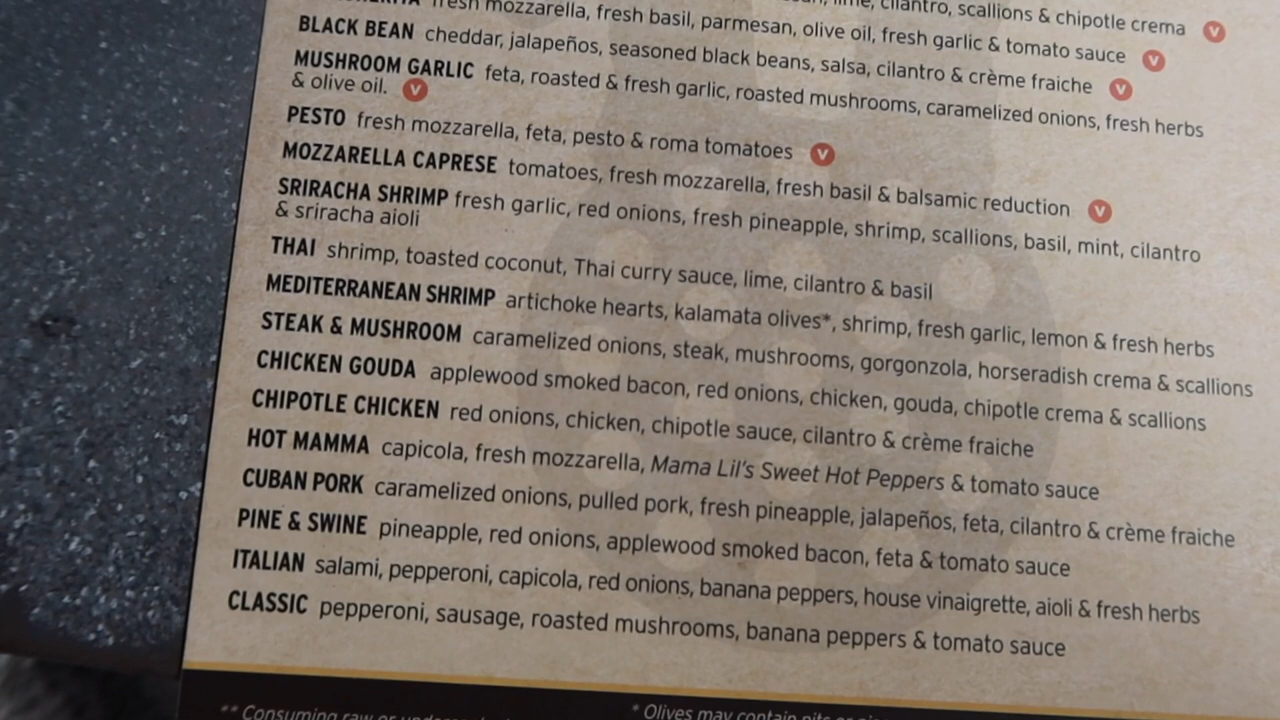 lime, cilantro, scallions & chipotle crema V
fresh mozzarella, fresh basil, parmesan, olive oil, fresh garlic & tomato sauce V
BLACK BEAN cheddar, jalapeños, seasoned black beans, salsa, cilantro & crème fraiche V
MUSHROOM GARLIC feta, roasted & fresh garlic, roasted mushrooms, caramelized onions, fresh herbs
& olive oil. V
PESTO fresh mozzarella, feta, pesto & roma tomatoes V
MOZZARELLA CAPRESE tomatoes, fresh mozzarella, fresh basil & balsamic reduction V
SRIRACHA SHRIMP fresh garlic, red onions, fresh pineapple, shrimp, scallions, basil, mint, cilantro
& sriracha aioli
THAI shrimp, toasted coconut, Thai curry sauce, lime, cilantro & basil
MEDITERRANEAN SHRIMP artichoke hearts, kalamata olives*, shrimp, fresh garlic, lemon & fresh herbs
STEAK & MUSHROOM caramelized onions, steak, mushrooms, gorgonzola, horseradish crema & scallions
CHICKEN GOUDA applewood smoked bacon, red onions, chicken, gouda, chipotle crema & scallions
CHIPOTLE CHICKEN red onions, chicken, chipotle sauce, cilantro & crème fraiche
HOT MAMMA capicola, fresh mozzarella, Mama Lil's Sweet Hot Peppers & tomato sauce
CUBAN PORK caramelized onions, pulled pork, fresh pineapple, jalapeños, feta, cilantro & crème fraiche
PINE & SWINE pineapple, red onions, applewood smoked bacon, feta & tomato sauce
ITALIAN salami, pepperoni, capicola, red onions, banana peppers, house vinaigrette, aioli & fresh herbs
CLASSIC pepperoni, sausage, roasted mushrooms, banana peppers & tomato sauce
** Consuming raw or
* Olives may contain pits or